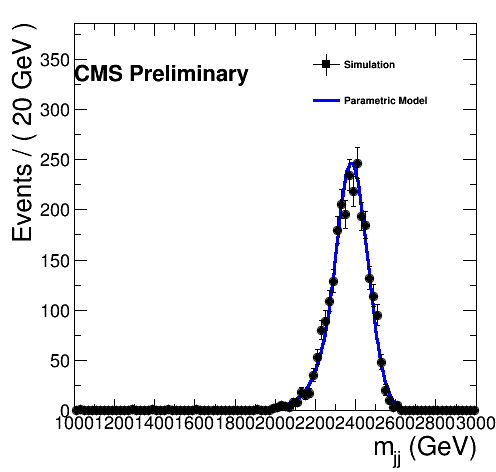 Events / ( 20 GeV )
350
300
250
200
150
100
50
0
CMS Preliminary
Simulation
Parametric Model
1000 1200 1400 1600 1800 2000 2200 2400 2600 2800 3000
m_jj (GeV)